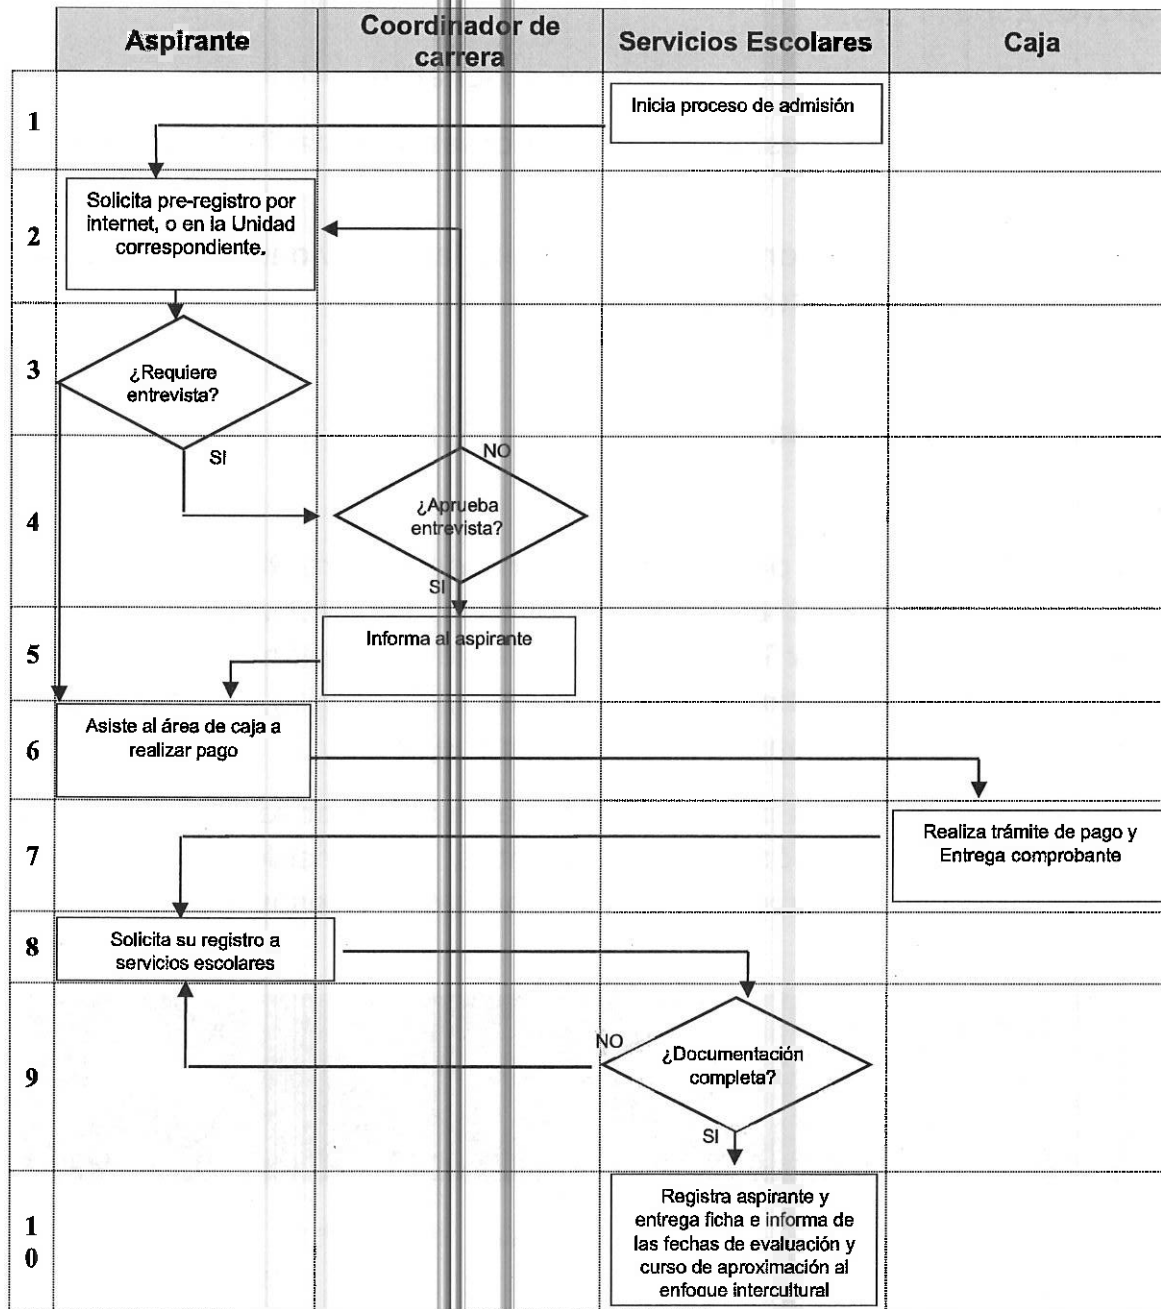 Aspirante
Coordinador de
carrera
Servicios Escolares
Caja
1
Inicia proceso de admisión
2
Solicita pre-registro por
internet, o en la Unidad
correspondiente.
3
¿Requiere
entrevista?
SI
4
NO
¿Aprueba
entrevista?
SI
5
Informa al aspirante
6
Asiste al área de caja a
realizar pago
7
Realiza trámite de pago y
Entrega comprobante
8
Solicita su registro a
servicios escolares
9
NO
¿Documentación
completa?
SI
1
0
Registra aspirante y
entrega ficha e informa de
las fechas de evaluación y
curso de aproximación al
enfoque intercultural